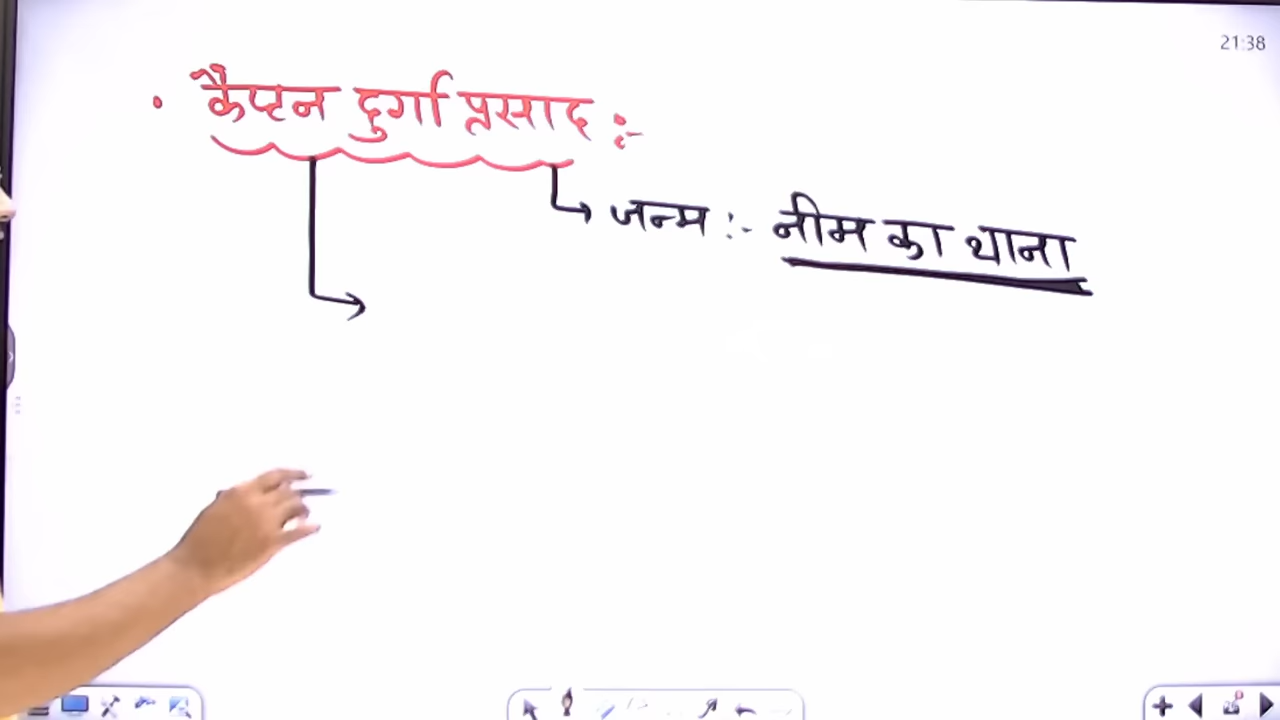 21:38
• कैप्टन दुर्गा प्रसाद :-
जन्म :- नीम का थाना